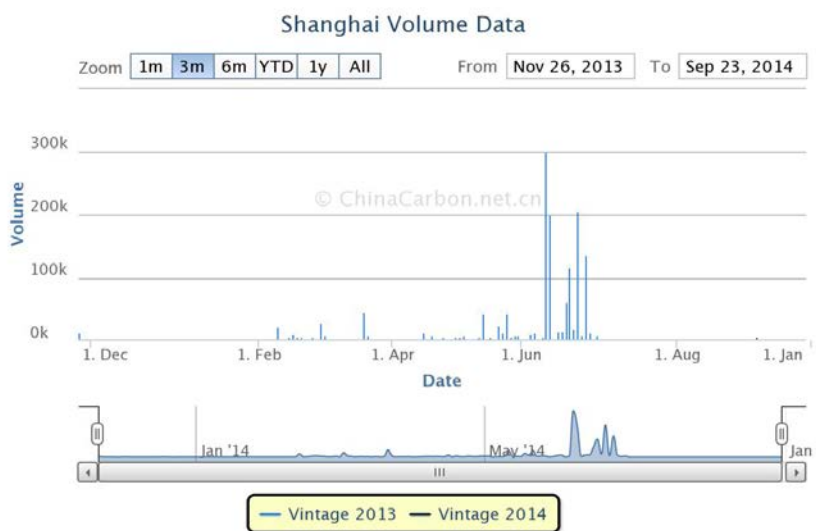 Shanghai Volume Data
Zoom 1m 3m 6m YTD 1y All From Nov 26, 2013 To Sep 23, 2014
300k
© ChinaCarbon.net.cn
200k
Volume
100k
0k
1. Dec 1. Feb 1. Apr 1. Jun 1. Aug 1. Jan
Date
Jan '14 May '14 Jan
Vintage 2013 Vintage 2014